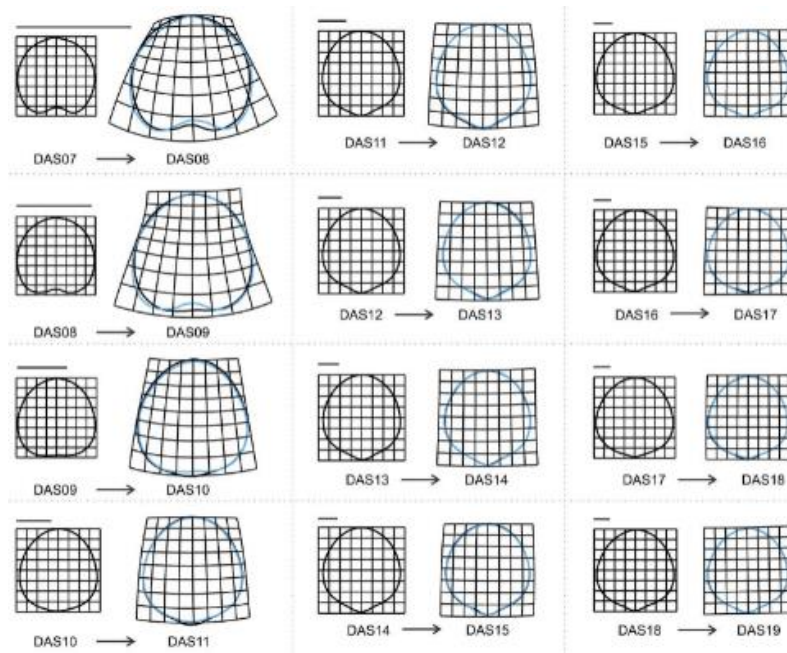 DAS07 → DAS08
DAS11 → DAS12
DAS15 → DAS16
DAS08 → DAS09
DAS12 → DAS13
DAS16 → DAS17
DAS09 → DAS10
DAS13 → DAS14
DAS17 → DAS18
DAS10 → DAS11
DAS14 → DAS15
DAS18 → DAS19